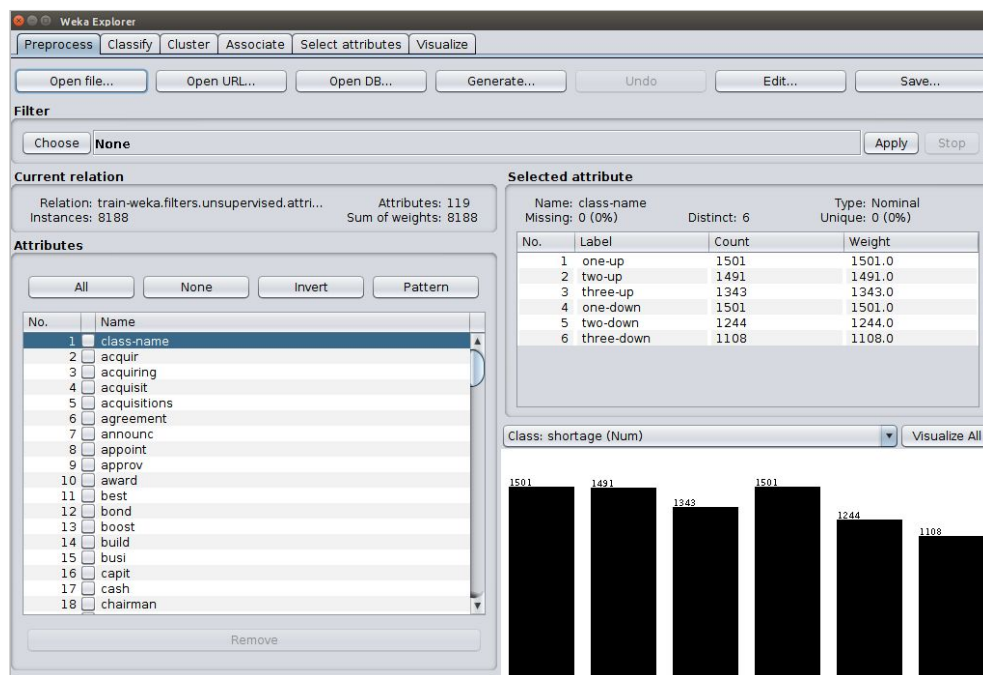 Weka Explorer
Preprocess Classify Cluster Associate Select attributes Visualize
Open file... Open URL... Open DB... Generate... Undo Edit... Save...
Filter
Choose None Apply Stop
Current relation
Relation: train-weka.filters.unsupervised.attri... Attributes: 119
Instances: 8188 Sum of weights: 8188
Attributes
All None Invert Pattern
No. Name
1 class-name
2 acquir
3 acquiring
4 acquisit
5 acquisitions
6 agreement
7 announc
8 appoint
9 approv
10 award
11 best
12 bond
13 boost
14 build
15 busi
16 capit
17 cash
18 chairman
Remove
Selected attribute
Name: class-name Type: Nominal
Missing: 0 (0%) Distinct: 6 Unique: 0 (0%)
No. Label Count Weight
1 one-up 1501 1501.0
2 two-up 1491 1491.0
3 three-up 1343 1343.0
4 one-down 1501 1501.0
5 two-down 1244 1244.0
6 three-down 1108 1108.0
Class: shortage (Num) Visualize All
1501 1491 1343 1501 1244 1108